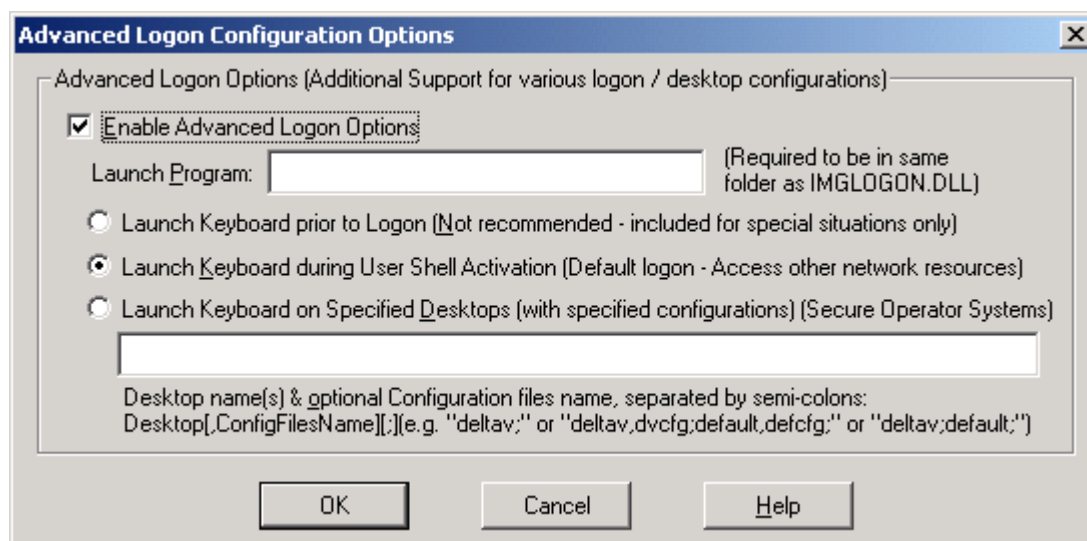 Advanced Logon Configuration Options
Advanced Logon Options (Additional Support for various logon / desktop configurations)
Enable Advanced Logon Options
Launch Program:
(Required to be in same
folder as IMGLOGON.DLL)
Launch Keyboard prior to Logon (Not recommended - included for special situations only)
Launch Keyboard during User Shell Activation (Default logon - Access other network resources)
Launch Keyboard on Specified Desktops (with specified configurations) (Secure Operator Systems)
Desktop name(s) & optional Configuration files name, separated by semi-colons:
Desktop[,ConfigFilesName][;](e.g. "deltav;" or "deltav,dvcfg;default,defcfg;" or "deltav;default;")
OK
Cancel
Help